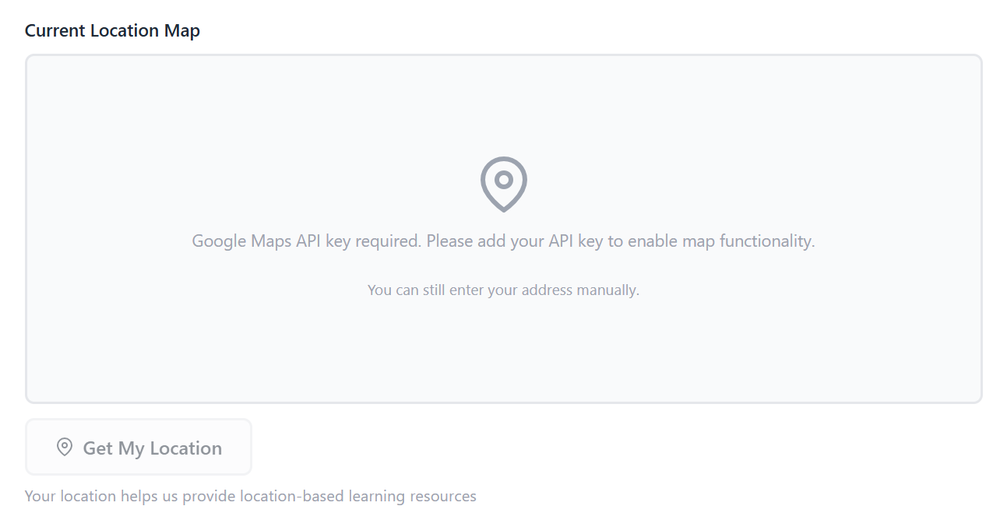 Current Location Map
Google Maps API key required. Please add your API key to enable map functionality.
You can still enter your address manually.
Get My Location
Your location helps us provide location-based learning resources